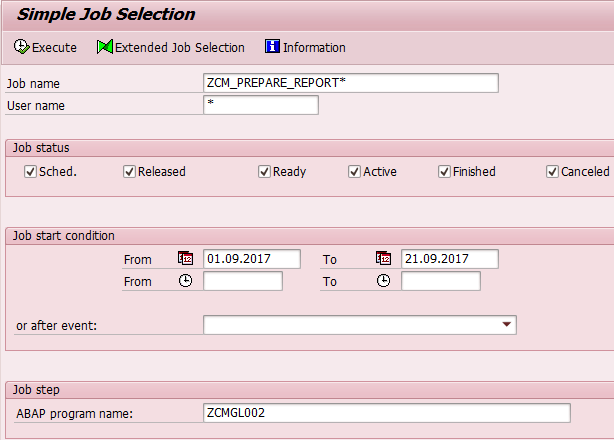 Simple Job Selection
Execute Extended Job Selection Information
Job name ZCM_PREPARE_REPORT*
User name *
Job status
Sched. Released Ready Active Finished Canceled
Job start condition
From 01.09.2017 To 21.09.2017
From To
or after event:
Job step
ABAP program name: ZCMGL002